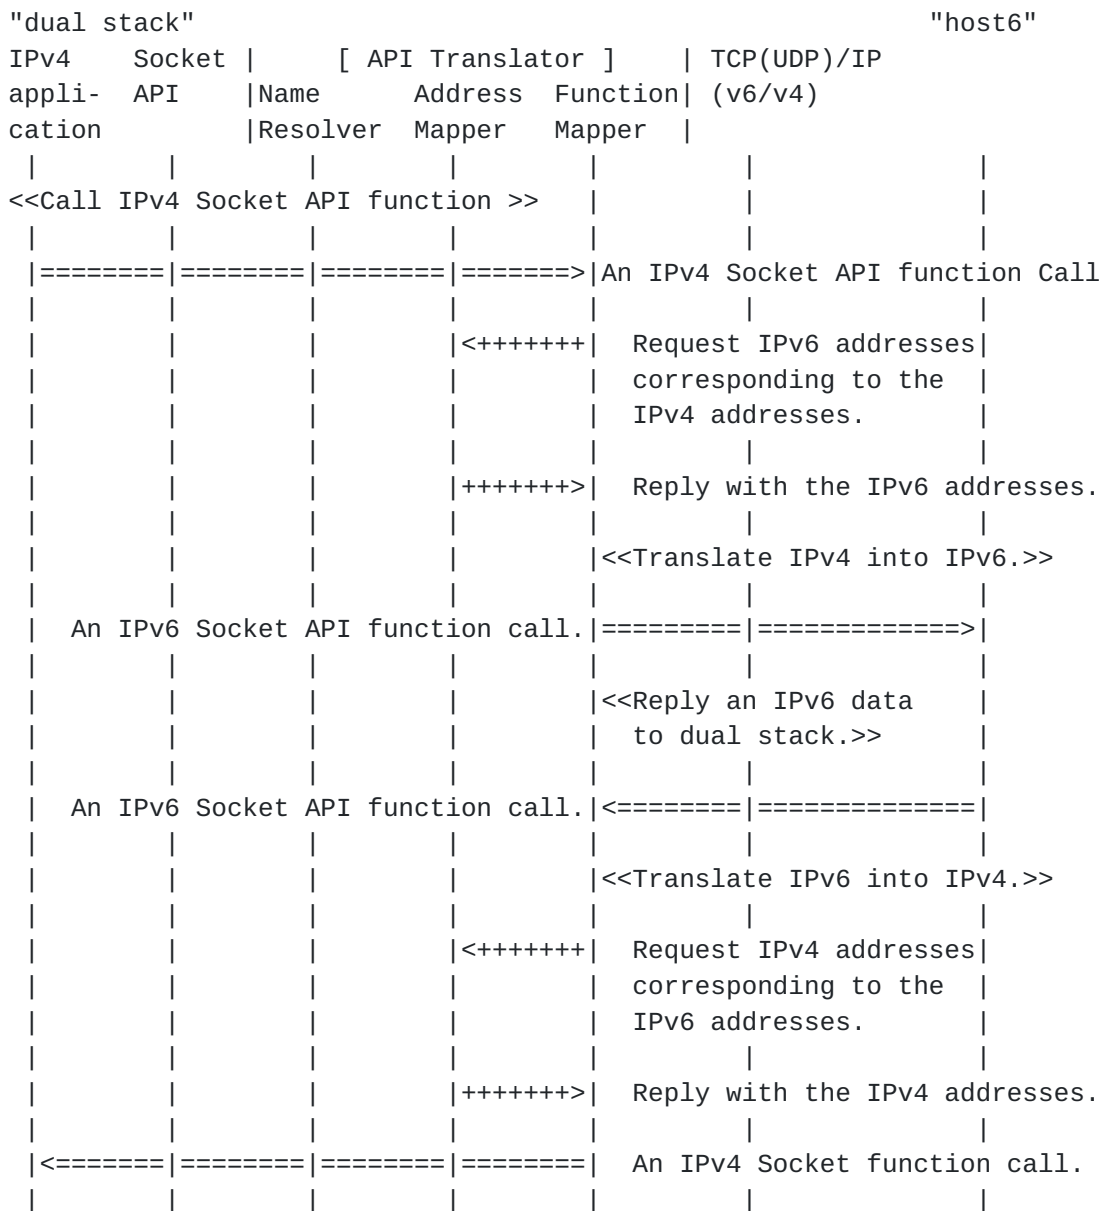 "dual stack"                                               "host6"
IPv4    Socket |     [ API Translator ]    | TCP(UDP)/IP
appli-  API    |Name      Address  Function| (v6/v4)
cation         |Resolver  Mapper   Mapper  |
 |        |        |        |        |         |              |
<<Call IPv4 Socket API function >>   |         |              |
 |        |        |        |        |         |              |
 |========|========|========|=======>|An IPv4 Socket API function Call
 |        |        |        |        |         |              |
 |        |        |        |<+++++++|  Request IPv6 addresses|
 |        |        |        |        |  corresponding to the  |
 |        |        |        |        |  IPv4 addresses.       |
 |        |        |        |        |         |              |
 |        |        |        |+++++++>|  Reply with the IPv6 addresses.
 |        |        |        |        |         |              |
 |        |        |        |        |<<Translate IPv4 into IPv6.>>
 |        |        |        |        |         |              |
 |  An IPv6 Socket API function call.|=========|=============>|
 |        |        |        |        |         |              |
 |        |        |        |        |<<Reply an IPv6 data    |
 |        |        |        |        |  to dual stack.>>      |
 |        |        |        |        |         |              |
 |  An IPv6 Socket API function call.|<========|==============|
 |        |        |        |        |         |              |
 |        |        |        |        |<<Translate IPv6 into IPv4.>>
 |        |        |        |        |         |              |
 |        |        |        |<+++++++|  Request IPv4 addresses|
 |        |        |        |        |  corresponding to the  |
 |        |        |        |        |  IPv6 addresses.       |
 |        |        |        |        |         |              |
 |        |        |        |+++++++>|  Reply with the IPv4 addresses.
 |        |        |        |        |         |              |
 |<=======|========|========|========|  An IPv4 Socket function call.
 |        |        |        |        |         |              |